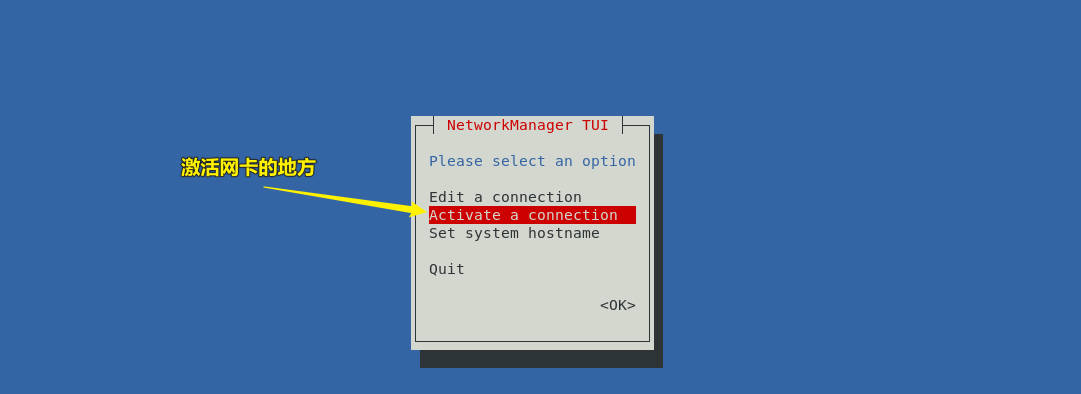 NetworkManager TUI
Please select an option
激活网卡的地方
Edit a connection
Activate a connection
Set system hostname
Quit
<OK>